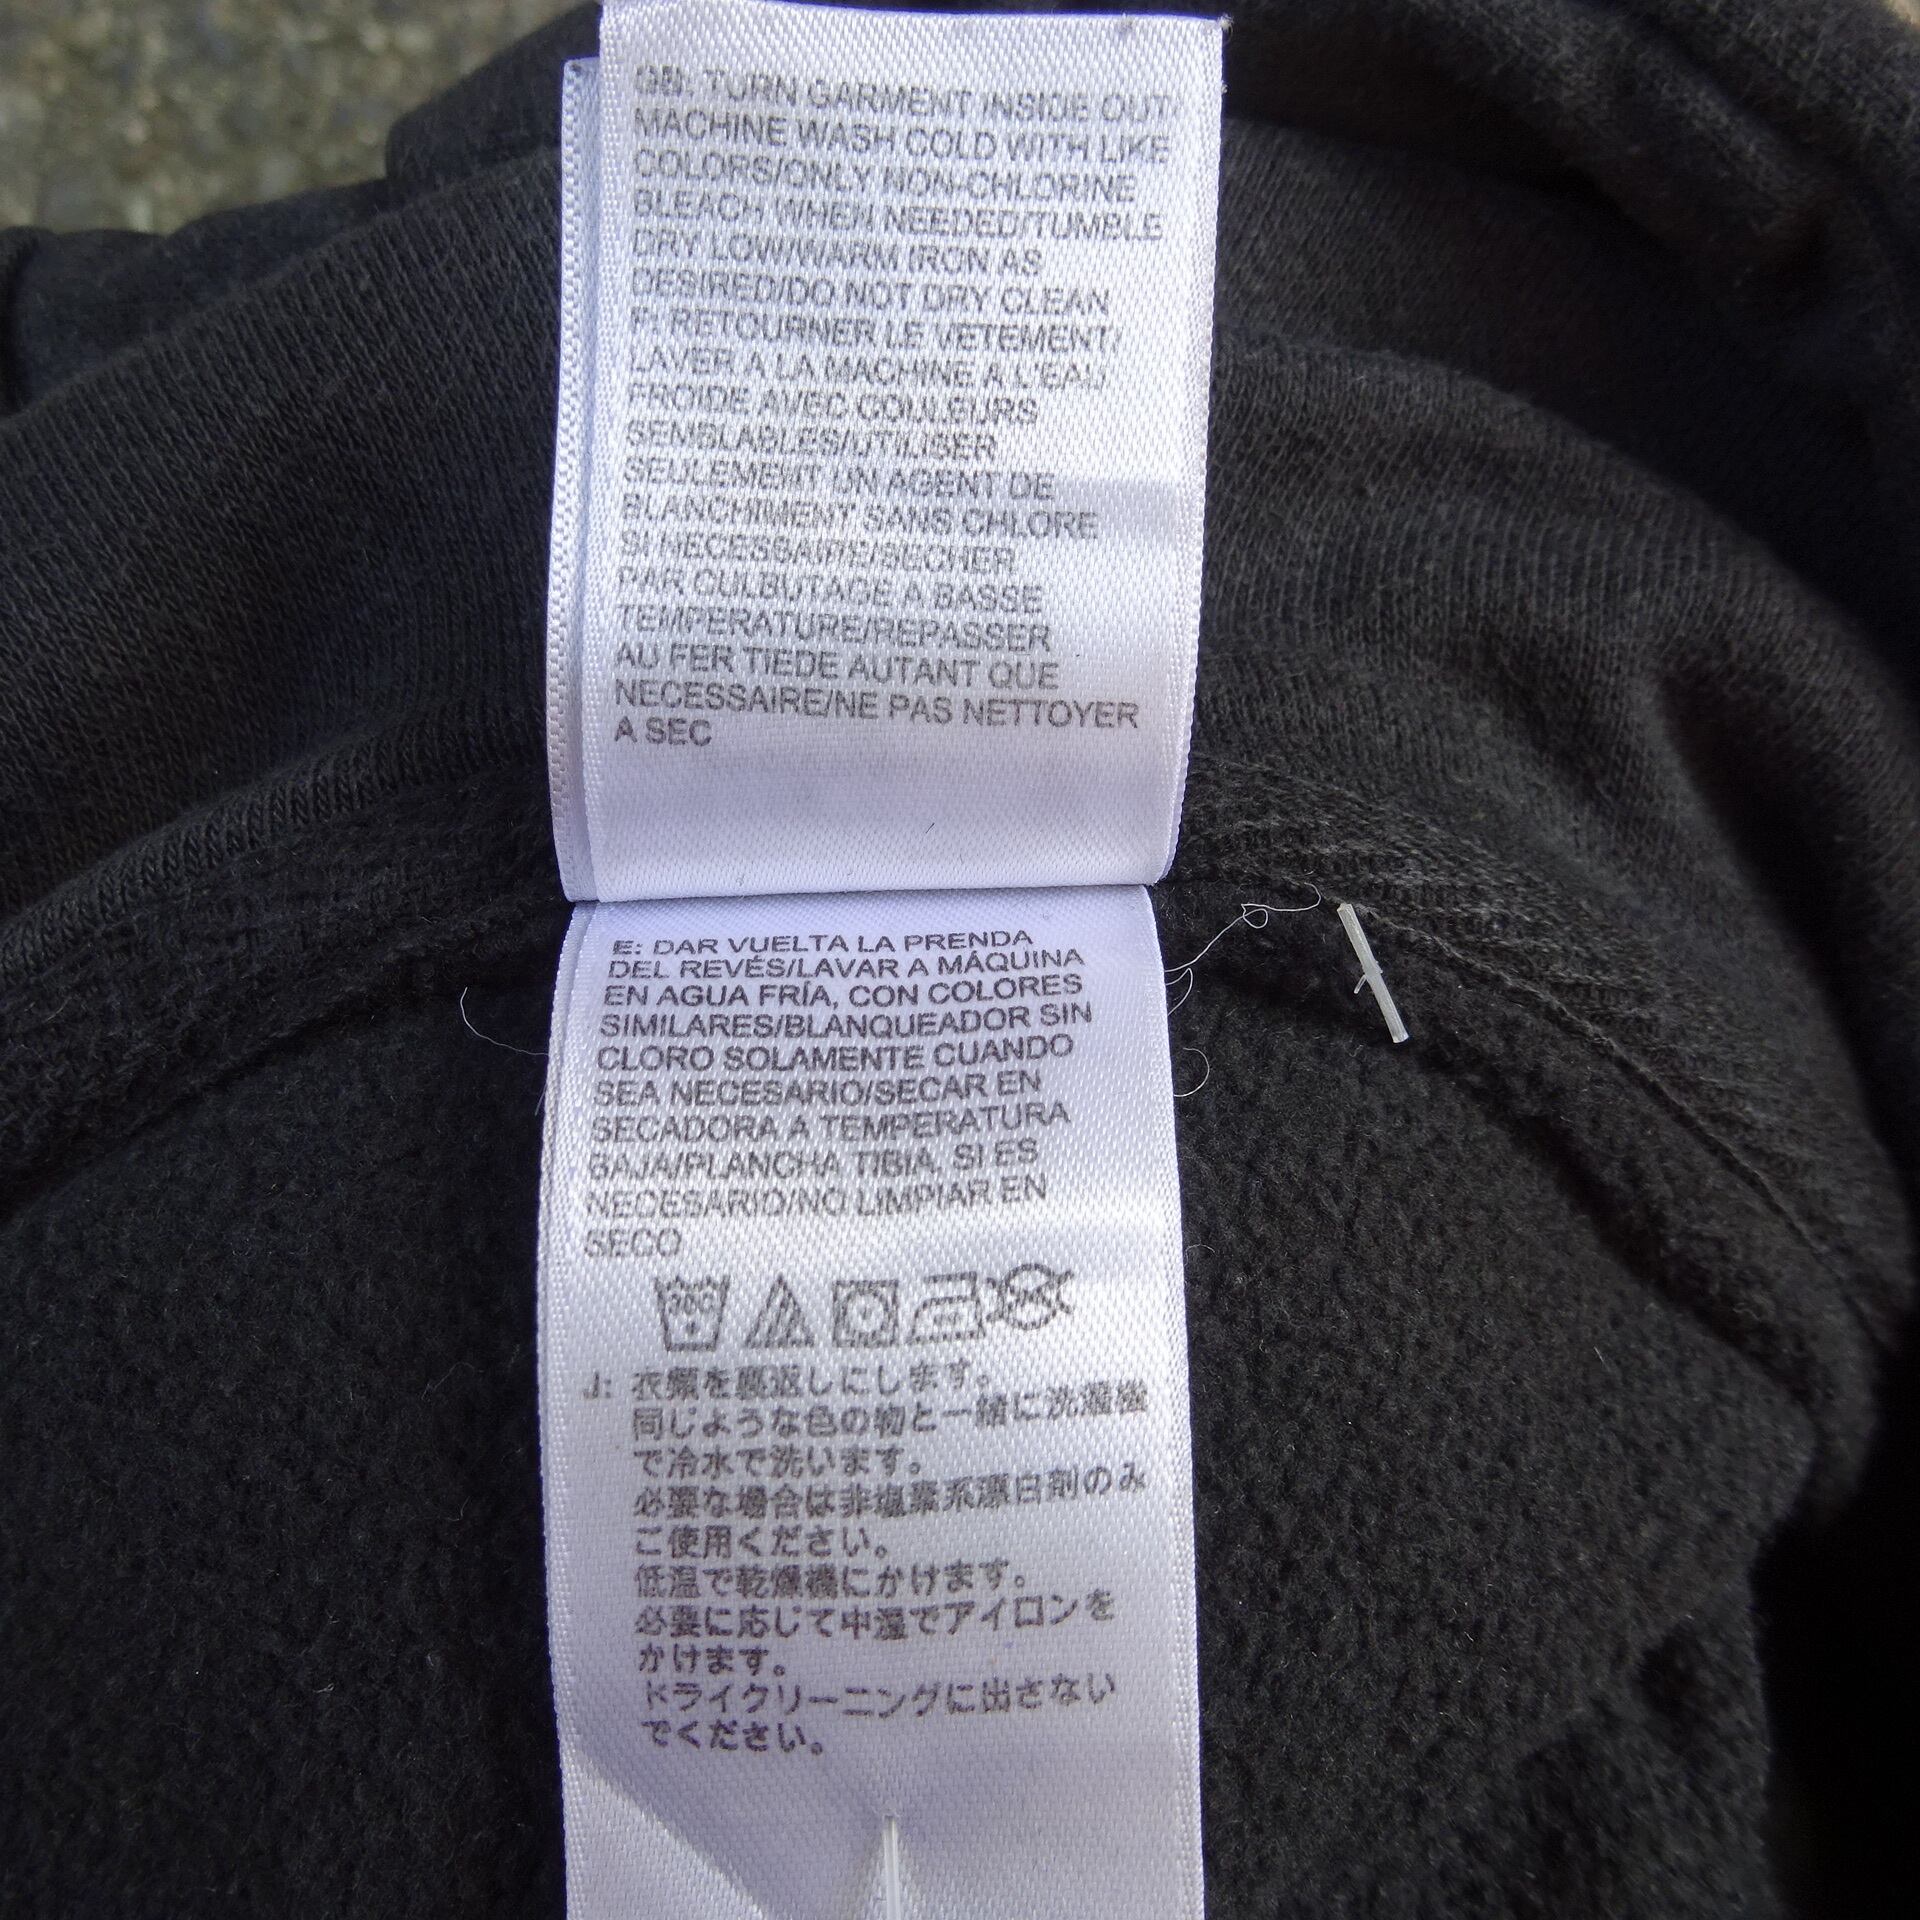 GB: TURN GARMENT INSIDE OUT/
MACHINE WASH COLD WITH LIKE
COLORS/ONLY NON-CHLORINE
BLEACH WHEN NEEDED/TUMBLE
DRY LOW/WARM IRON AS
DESIRED/DO NOT DRY CLEAN
F: RETOURNER LE VETEMENT/
LAVER A LA MACHINE A L'EAU
FROIDE AVEC COULEURS
SEMBLABLES/UTILISER
SEULEMENT UN AGENT DE
BLANCHIMENT SANS CHLORE
SI NECESSAIRE/SECHER
PAR CULBUTAGE A BASSE
TEMPERATURE/REPASSER
AU FER TIEDE AUTANT QUE
NECESSAIRE/NE PAS NETTOYER
A SEC
E: DAR VUELTA LA PRENDA
DEL REVÉS/LAVAR A MÁQUINA
EN AGUA FRÍA, CON COLORES
SIMILARES/BLANQUEADOR SIN
CLORO SOLAMENTE CUANDO
SEA NECESARIO/SECAR EN
SECADORA A TEMPERATURA
BAJA/PLANCHA TIBIA, SI ES
NECESARIO/NO LIMPIAR EN
SECO
30C
J: 衣類を裏返しにします。
同じような色の物と一緒に洗濯機
で冷水で洗います。
必要な場合は非塩素系漂白剤のみ
ご使用ください。
低温で乾燥機にかけます。
必要に応じて中温でアイロンを
かけます。
ドライクリーニングに出さない
でください。